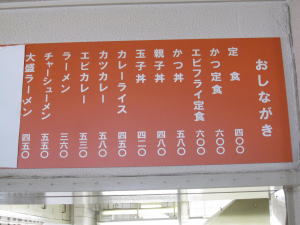 おしながき
定食 四〇〇
かつ定食 六〇〇
エビフライ定食 六〇〇
かつ丼 五八〇
親子丼 四八〇
玉子丼 四二〇
カレーライス 四五〇
カツカレー 五八〇
エビカレー 五三〇
ラーメン 三六〇
チャーシューメン 五五〇
大盛ラーメン 四五〇